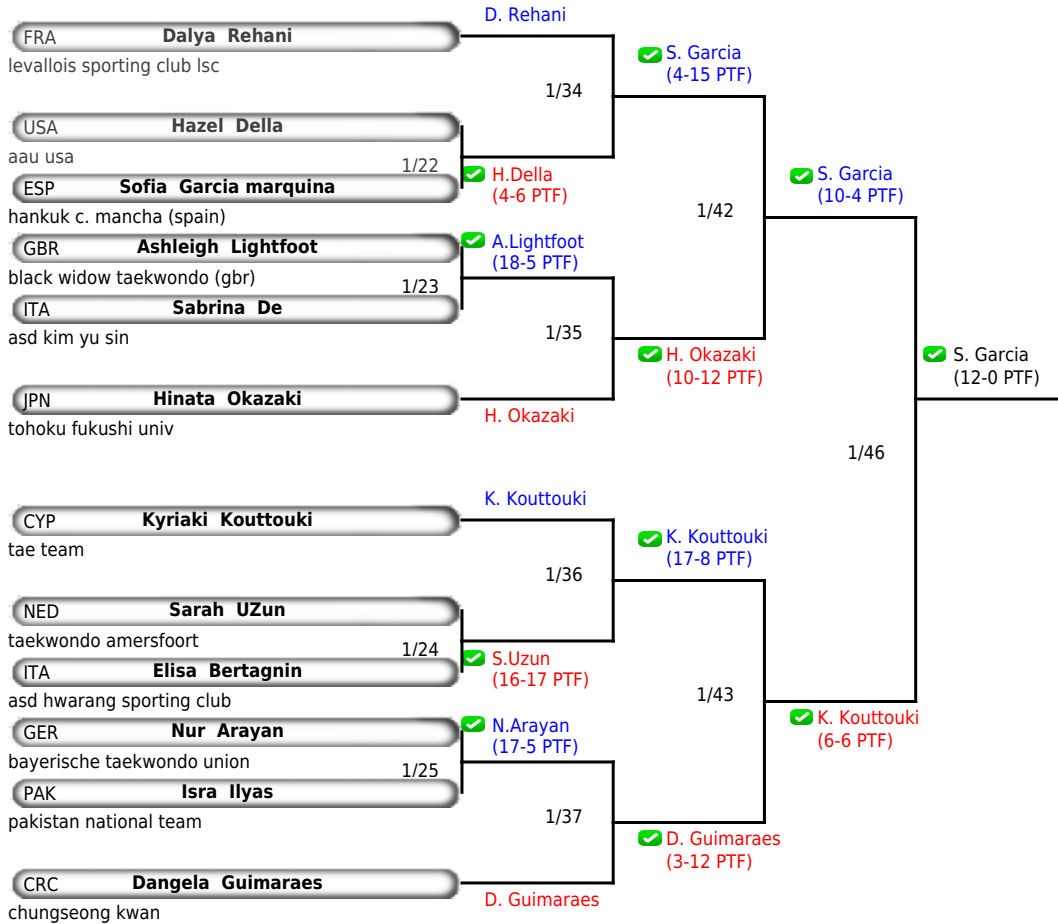 D. Rehani
FRA Dalya Rehani
levallois sporting club lsc
S. Garcia
(4-15 PTF)
1/34
USA Hazel Della
aau usa
1/22
H.Della
(4-6 PTF)
ESP Sofia Garcia marquina
hankuk c. mancha (spain)
S. Garcia
(10-4 PTF)
1/42
GBR Ashleigh Lightfoot
black widow taekwondo (gbr)
A.Lightfoot
(18-5 PTF)
1/23
ITA Sabrina De
asd kim yu sin
1/35
H. Okazaki
(10-12 PTF)
S. Garcia
(12-0 PTF)
JPN Hinata Okazaki
tohoku fukushi univ
H. Okazaki
1/46
K. Kouttouki
CYP Kyriaki Kouttouki
tae team
K. Kouttouki
(17-8 PTF)
1/36
NED Sarah UZun
taekwondo amersfoort
1/24
S.Uzun
(16-17 PTF)
ITA Elisa Bertagnin
asd hwarang sporting club
1/43
GER Nur Arayan
bayerische taekwondo union
N.Arayan
(17-5 PTF)
K. Kouttouki
(6-6 PTF)
1/25
PAK Isra Ilyas
pakistan national team
1/37
D. Guimaraes
(3-12 PTF)
CRC Dangela Guimaraes
chungseong kwan
D. Guimaraes